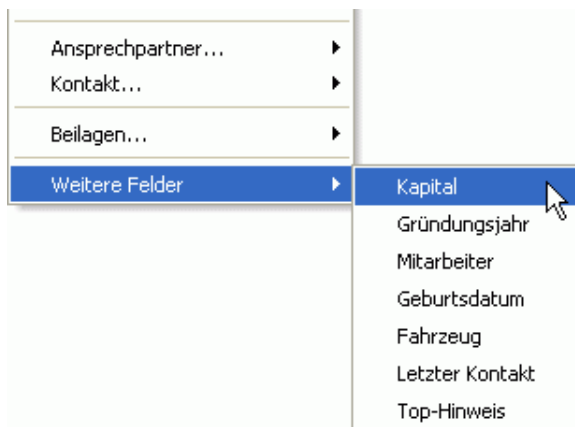 Ansprechpartner...
Kontakt...
Beilagen...
Weitere Felder
Kapital
Gründungsjahr
Mitarbeiter
Geburtsdatum
Fahrzeug
Letzter Kontakt
Top-Hinweis